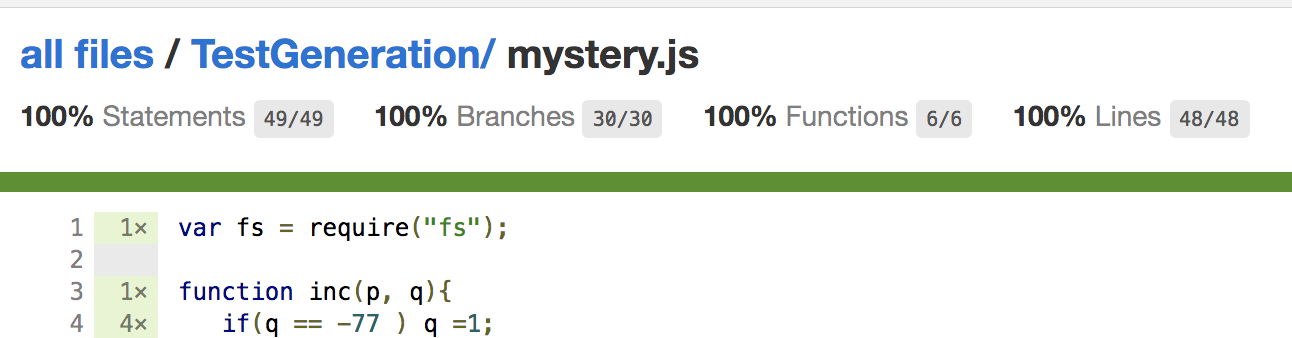 all files / TestGeneration/ mystery.js
100% Statements 49/49 100% Branches 30/30 100% Functions 6/6 100% Lines 48/48
1 1× var fs = require("fs");
2
3 1× function inc(p, q){
4 4× if(q == -77 ) q =1;